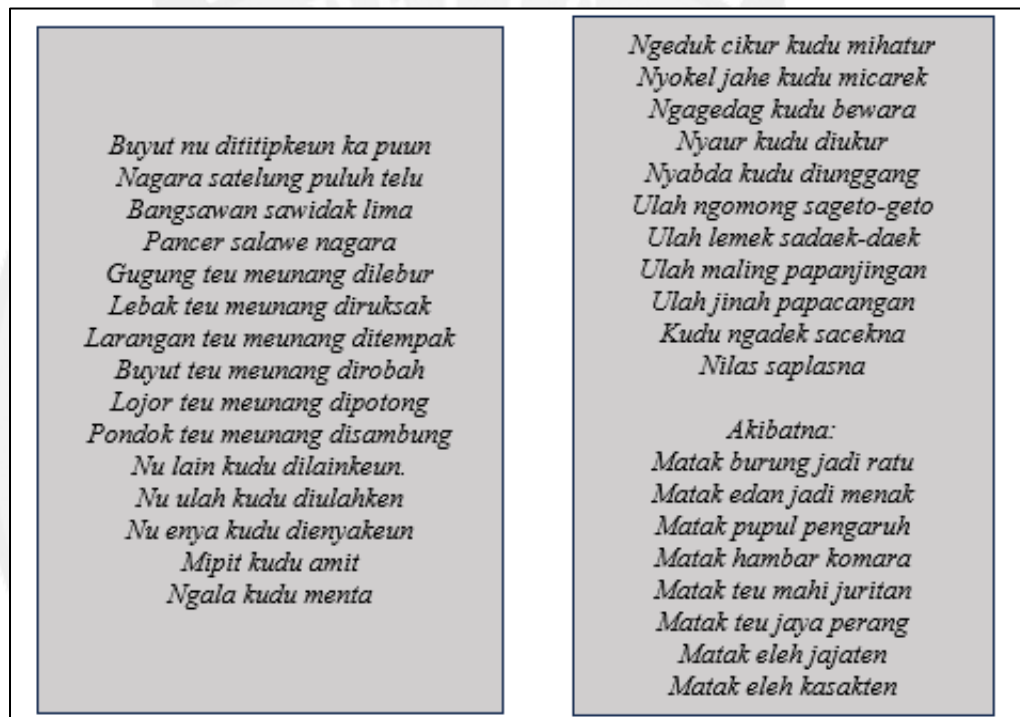 Buyut nu dititipkeun ka puun
Nagara satelung puluh telu
Bangsawan sawidak lima
Pancer salawe nagara
Gugung teu meunang dilebur
Lebak teu meunang diruksak
Larangan teu meunang ditempak
Buyut teu meunang dirobah
Lojor teu meunang dipotong
Pondok teu meunang disambung
Nu lain kudu dilainkeun.
Nu ulah kudu diulahken
Nu enya kudu dienyakeun
Mipit kudu amit
Ngala kudu menta
Ngeduk cikur kudu mihatur
Nyokel jahe kudu micarek
Ngagedag kudu bewara
Nyaur kudu diukur
Nyabda kudu diunggang
Ulah ngomong sageto-geto
Ulah lemek sadaek-daek
Ulah maling papanjingan
Ulah jinah papacangan
Kudu ngadek sacekna
Nilas saplasna
Akibatna:
Matak burung jadi ratu
Matak edan jadi menak
Matak pupul pengaruh
Matak hambar komara
Matak teu mahi juritan
Matak teu jaya perang
Matak eleh jajaten
Matak eleh kasakten